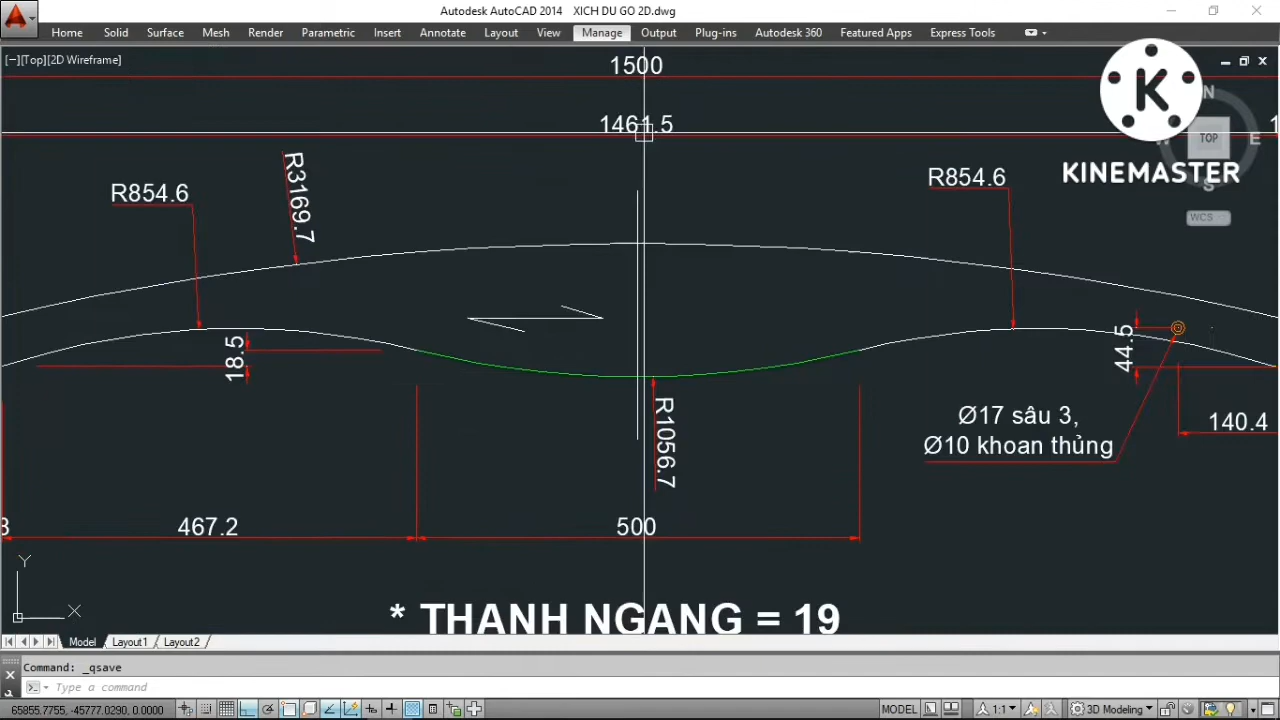 Autodesk AutoCAD 2014 XICH DU GO 2D.dwg
Home Solid Surface Mesh Render Parametric Insert Annotate Layout View Manage Output Plug-ins Autodesk 360 Featured Apps Express Tools
[−][Top][2D Wireframe]
1500
1461.5
N
TOP
E
S
WCS
K
KINEMASTER
R854.6
R3169.7
R854.6
18.5
44.5
R1056.7
Ø17 sâu 3,
Ø10 khoan thủng
140.4
467.2
500
Y
X
* THANH NGANG = 19
Model Layout1 Layout2
Command: _qsave
Type a command
65855.7755, -45777.0290, 0.0000
MODEL
1:1
3D Modeling